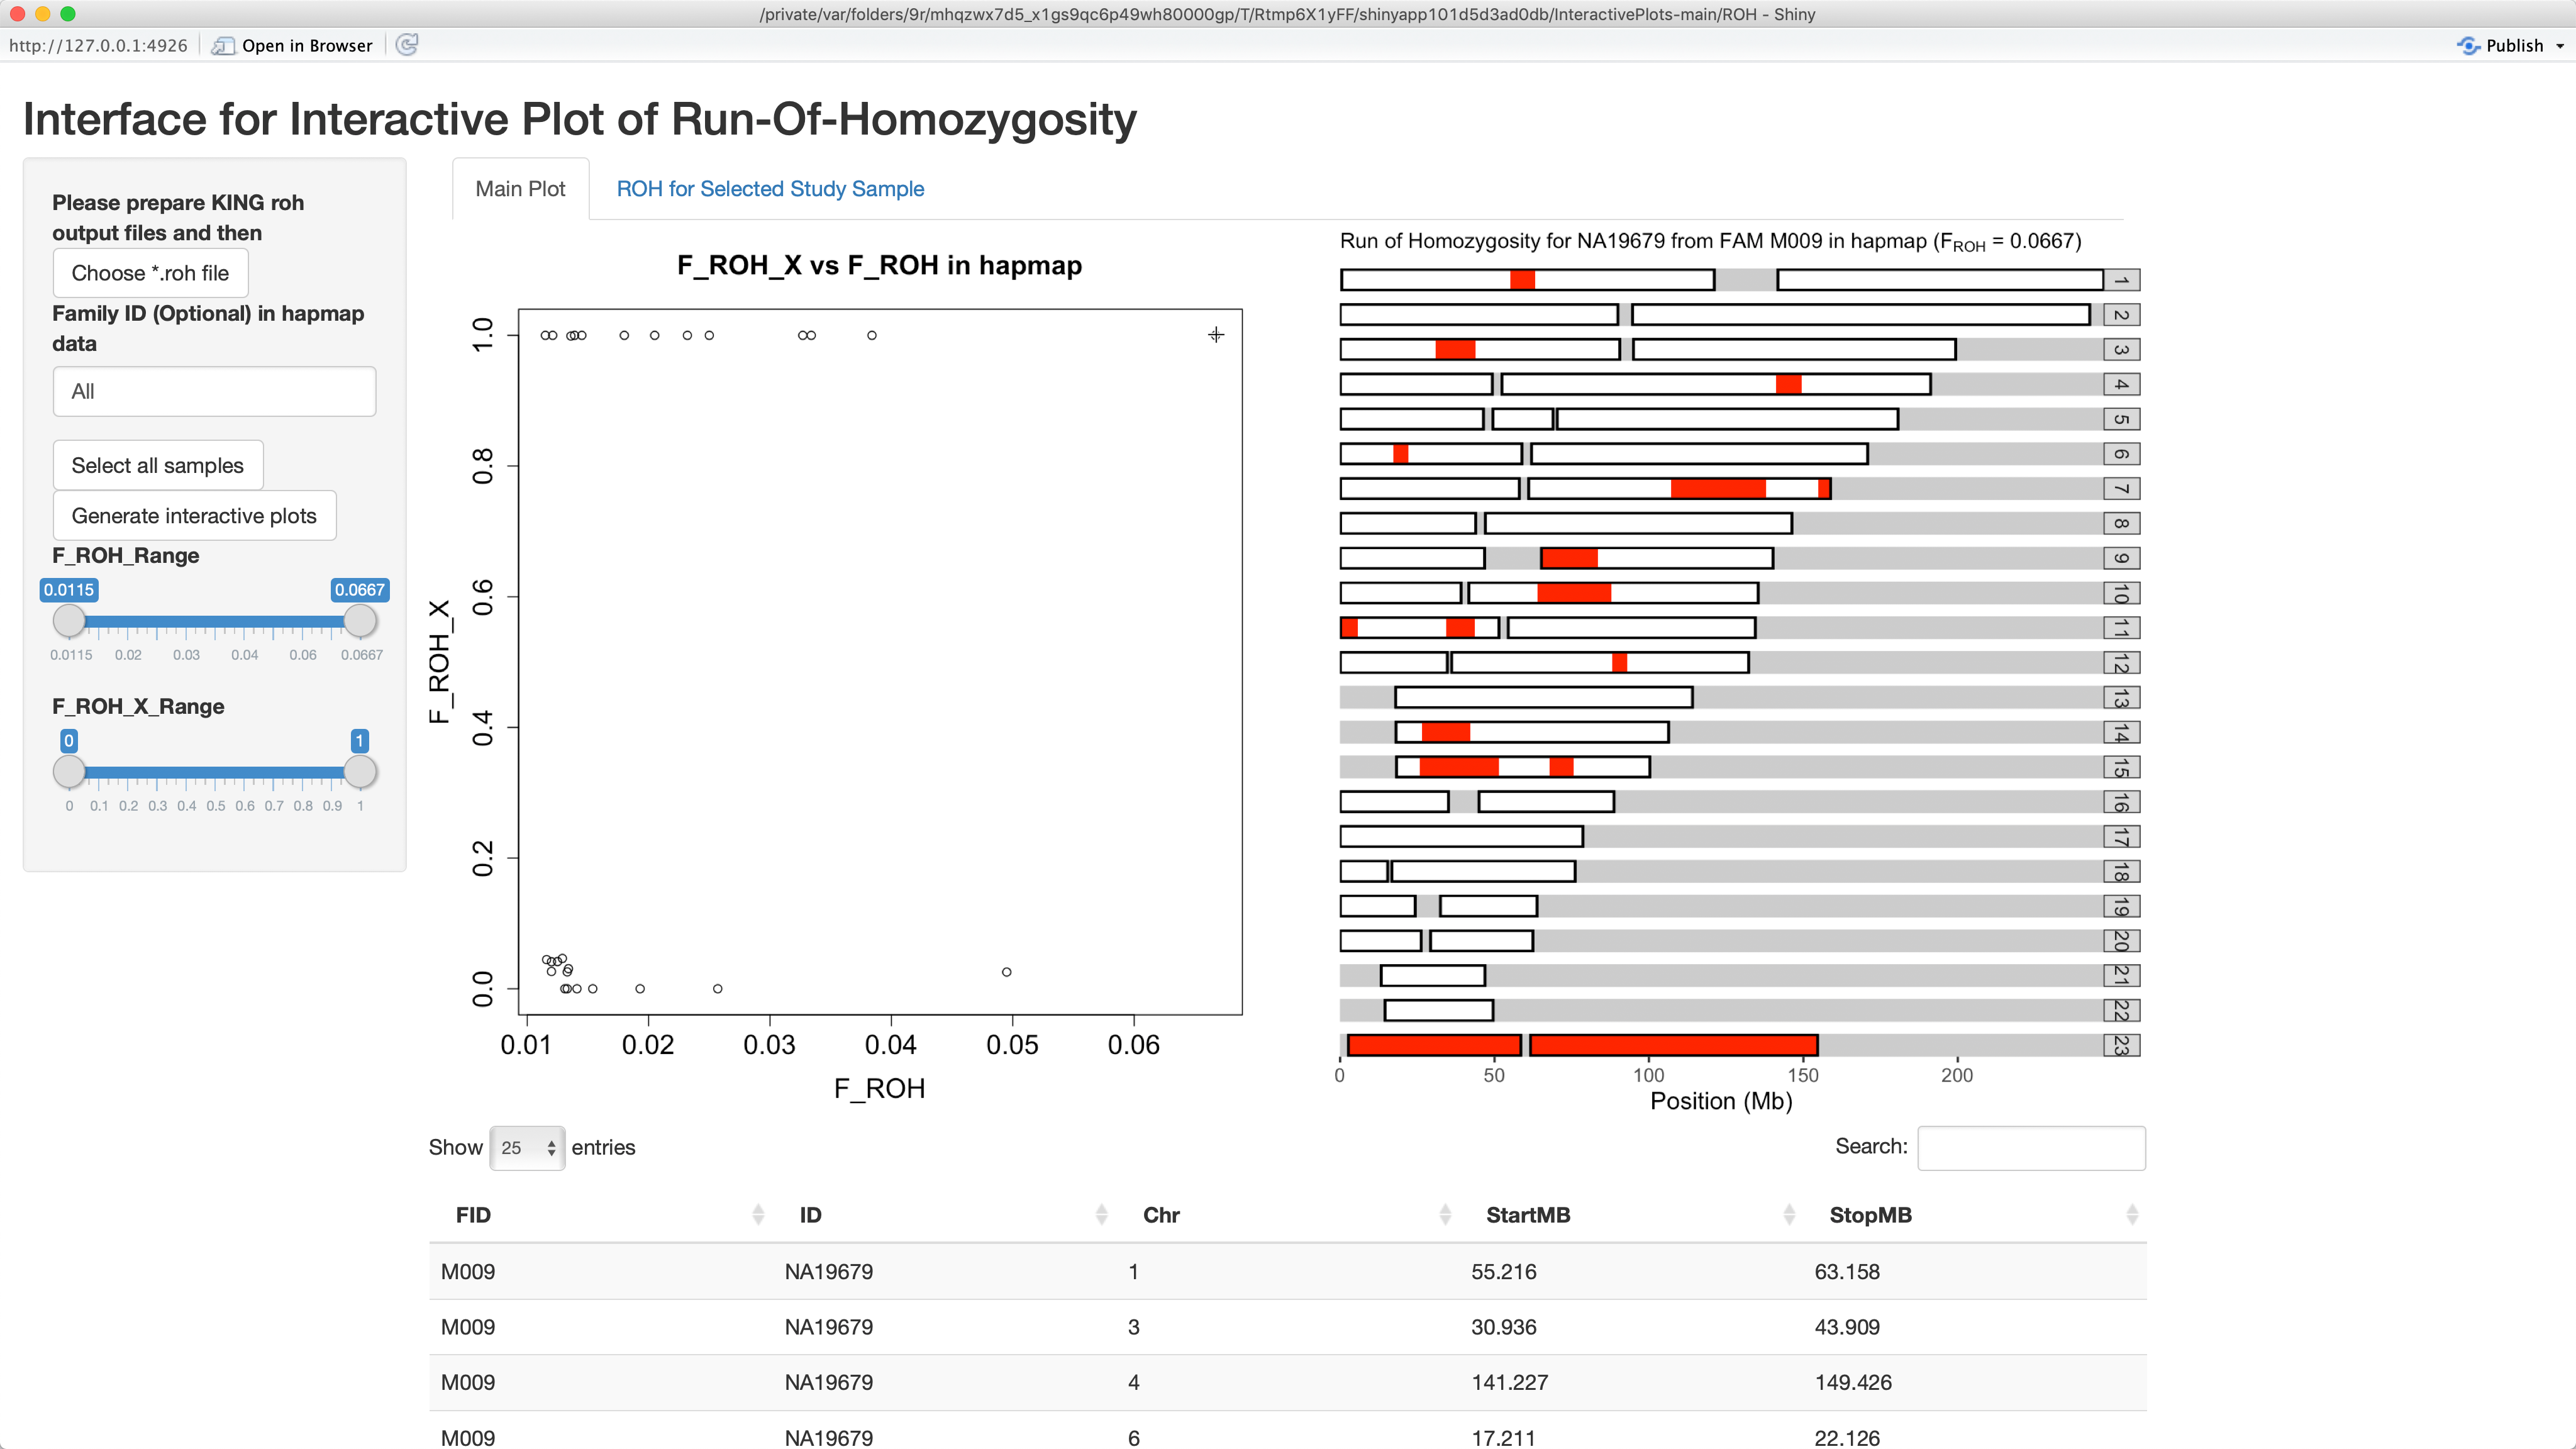 /private/var/folders/9r/mhqzwx7d5_x1gs9qc6p49wh80000gp/T/Rtmp6X1yFF/shinyapp101d5d3ad0db/InteractivePlots-main/ROH - Shiny
http://127.0.0.1:4926
Open in Browser
Publish
Interface for Interactive Plot of Run-Of-Homozygosity
Please prepare KING roh
output files and then
Choose *.roh file
Family ID (Optional) in hapmap
data
All
Select all samples
Generate interactive plots
F_ROH_Range
0.0115 0.0667
0.0115 0.02 0.03 0.04 0.06 0.0667
F_ROH_X_Range
0 1
0 0.1 0.2 0.3 0.4 0.5 0.6 0.7 0.8 0.9 1
Main Plot
ROH for Selected Study Sample
F_ROH_X vs F_ROH in hapmap
F_ROH_X
1.0
0.8
0.6
0.4
0.2
0.0
0.01 0.02 0.03 0.04 0.05 0.06
F_ROH
Run of Homozygosity for NA19679 from FAM M009 in hapmap (FROH = 0.0667)
1
2
3
4
5
6
7
8
9
10
11
12
13
14
15
16
17
18
19
20
21
22
23
0 50 100 150 200
Position (Mb)
Show 25 entries
Search:
FID ID Chr StartMB StopMB
M009 NA19679 1 55.216 63.158
M009 NA19679 3 30.936 43.909
M009 NA19679 4 141.227 149.426
M009 NA19679 6 17.211 22.126